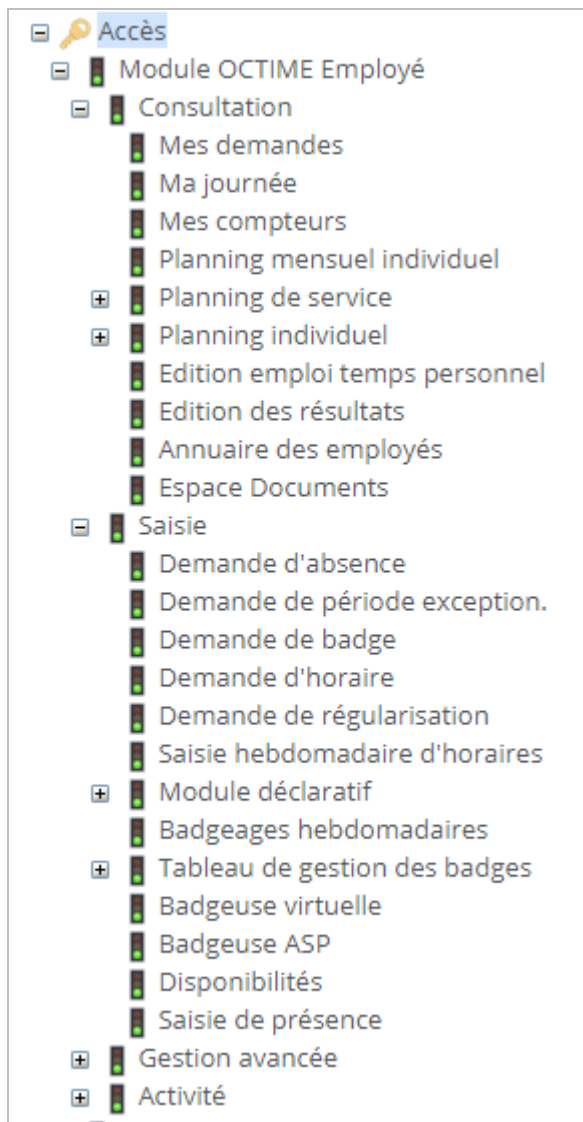 Accès
Module OCTIME Employé
Consultation
Mes demandes
Ma journée
Mes compteurs
Planning mensuel individuel
Planning de service
Planning individuel
Edition emploi temps personnel
Edition des résultats
Annuaire des employés
Espace Documents
Saisie
Demande d'absence
Demande de période exception.
Demande de badge
Demande d'horaire
Demande de régularisation
Saisie hebdomadaire d'horaires
Module déclaratif
Badgeages hebdomadaires
Tableau de gestion des badges
Badgeuse virtuelle
Badgeuse ASP
Disponibilités
Saisie de présence
Gestion avancée
Activité